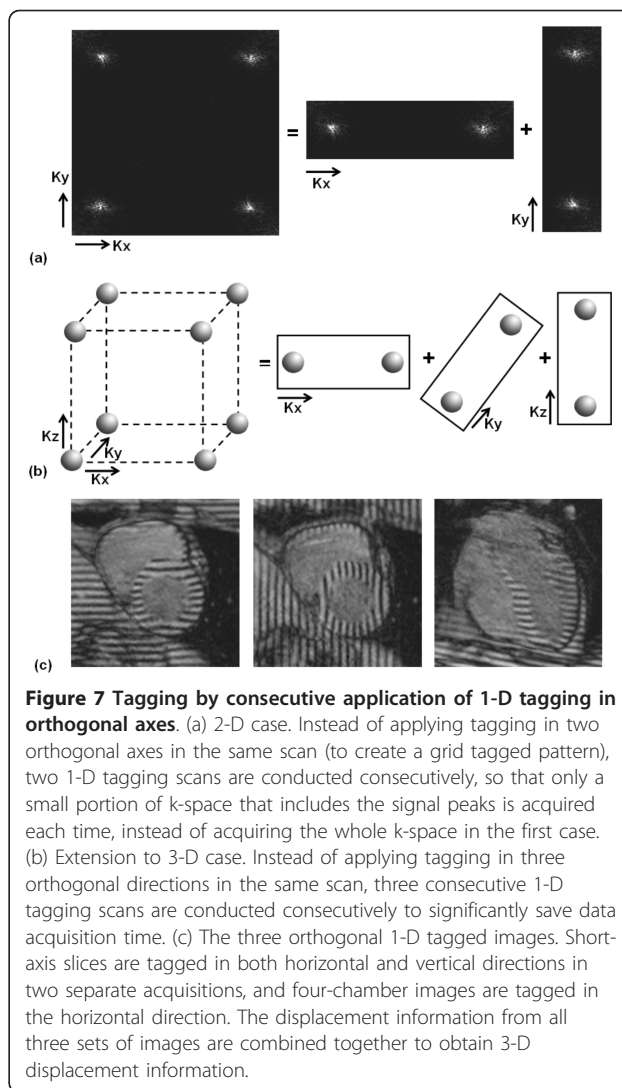 Ky
=
+
Kx
Ky
Kx
(a)
=
+
+
Kz
Ky
Kx
Kx
Ky
Kz
(b)
(c)
Figure 7 Tagging by consecutive application of 1-D tagging in
orthogonal axes. (a) 2-D case. Instead of applying tagging in two
orthogonal axes in the same scan (to create a grid tagged pattern),
two 1-D tagging scans are conducted consecutively, so that only a
small portion of k-space that includes the signal peaks is acquired
each time, instead of acquiring the whole k-space in the first case.
(b) Extension to 3-D case. Instead of applying tagging in three
orthogonal directions in the same scan, three consecutive 1-D
tagging scans are conducted consecutively to significantly save data
acquisition time. (c) The three orthogonal 1-D tagged images. Short-
axis slices are tagged in both horizontal and vertical directions in
two separate acquisitions, and four-chamber images are tagged in
the horizontal direction. The displacement information from all
three sets of images are combined together to obtain 3-D
displacement information.